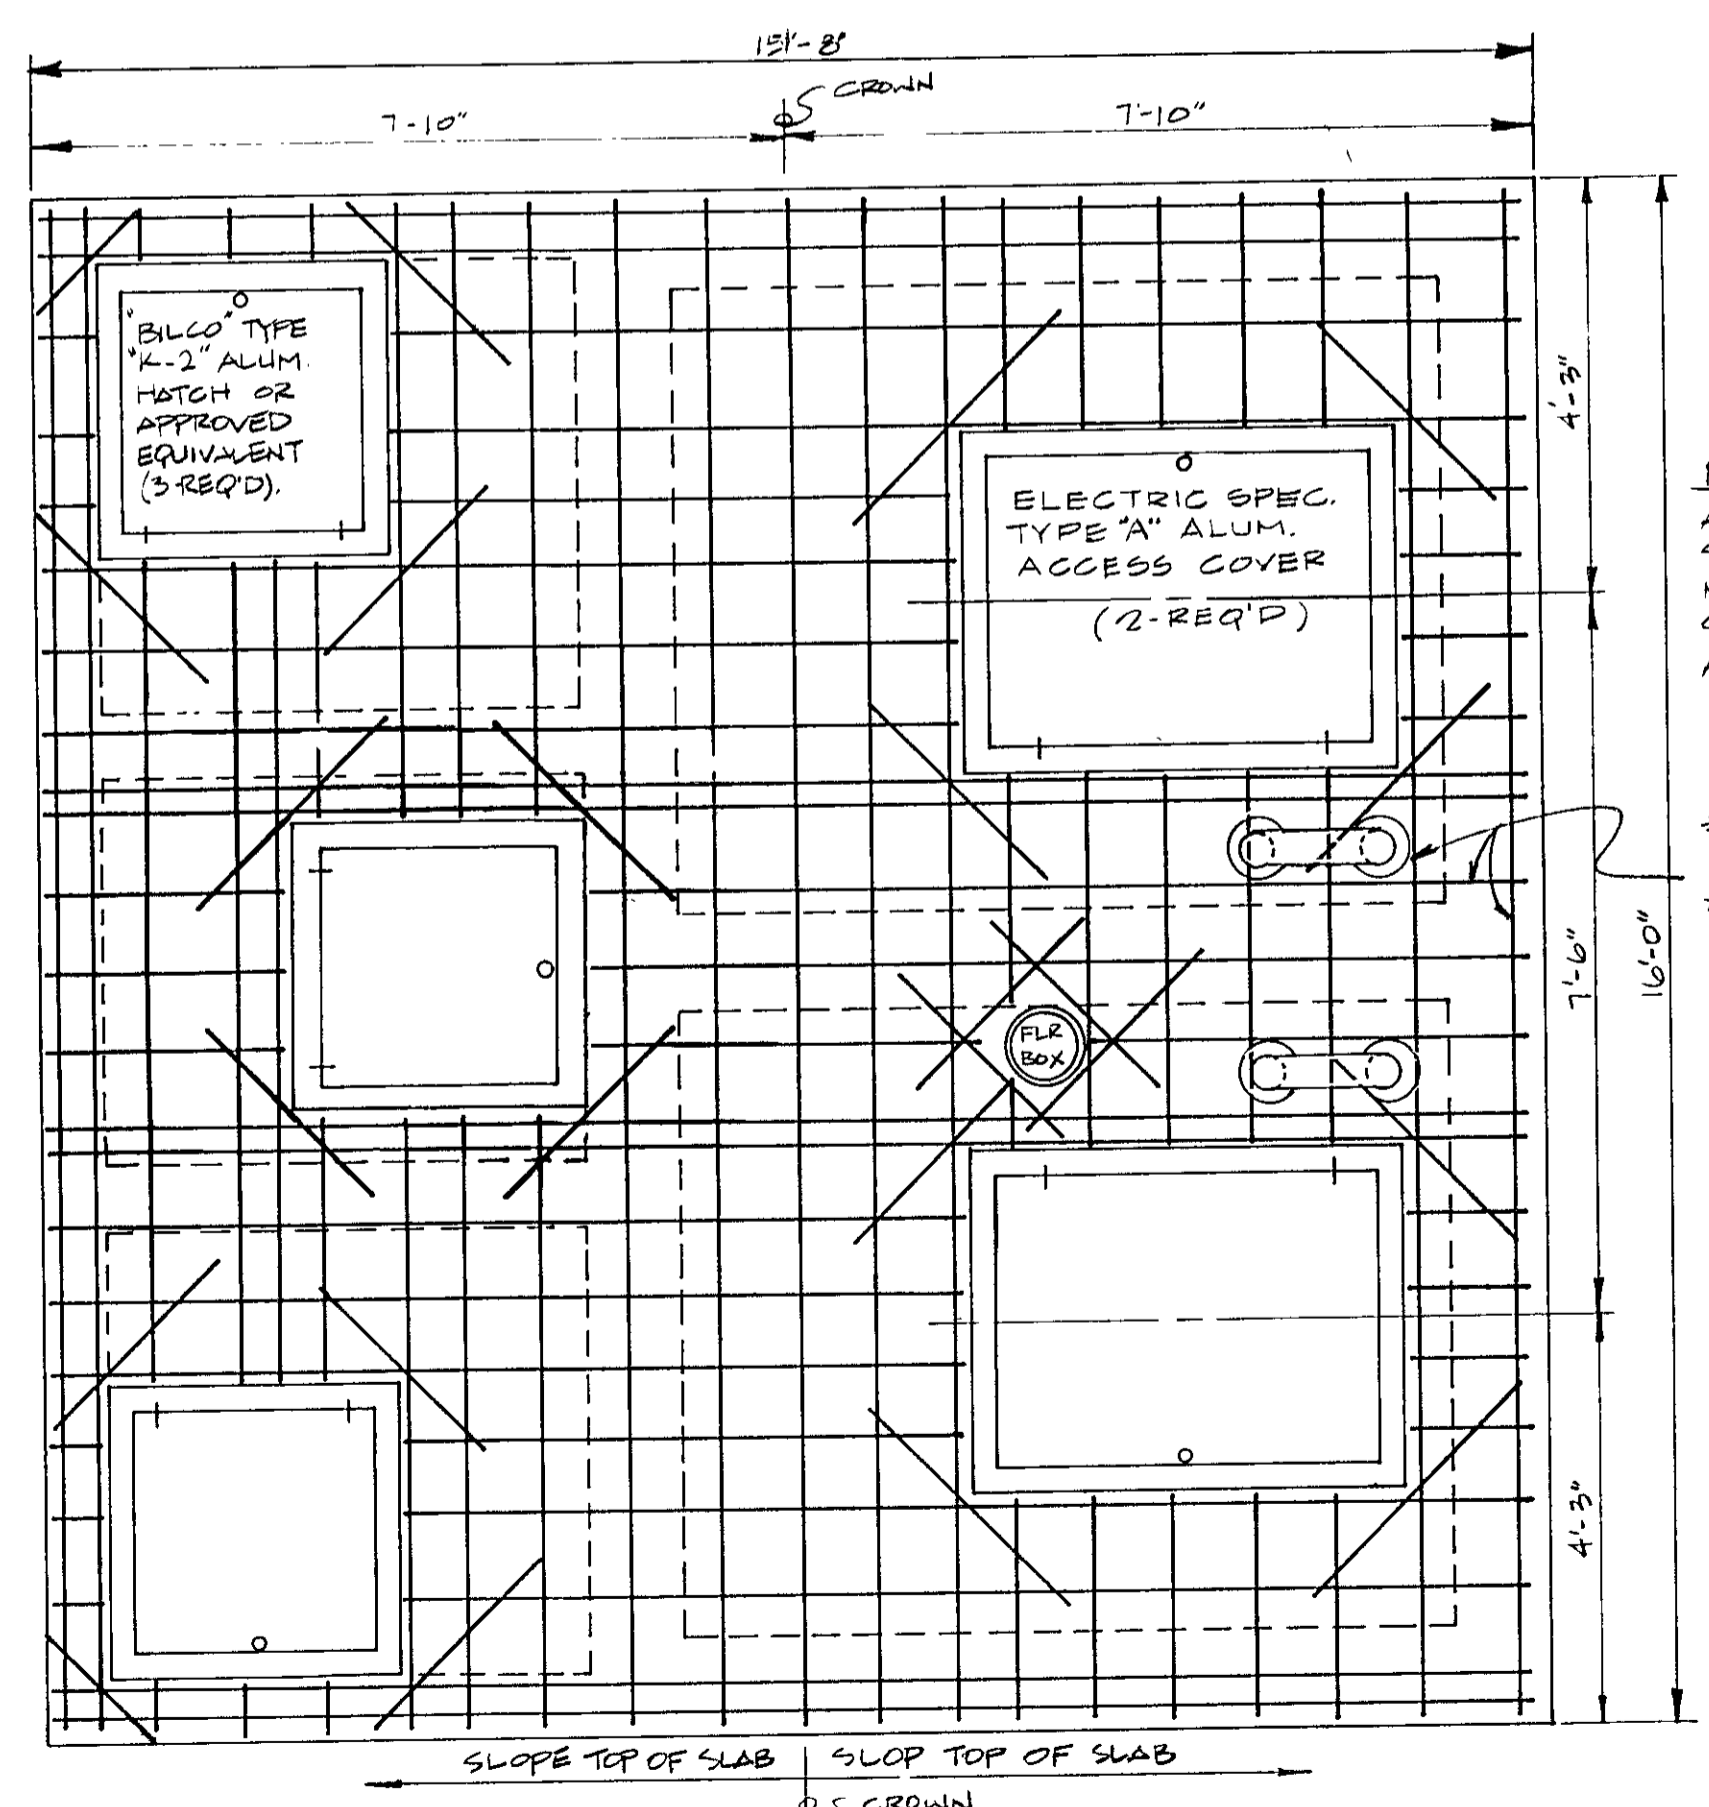 15'-8"
CROWN
7-10"
7'-10"
"BILCO" TYPE
"K-2" ALUM.
HATCH OR
APPROVED
EQUIVALENT
(3-REQ'D).
ELECTRIC SPEC.
TYPE "A" ALUM.
ACCESS COVER
(2-REQ'D)
4'-3"
FLR
BOX
7'-6"
16'-0"
4'-3"
SLOPE TOP OF SLAB
SLOP TOP OF SLAB
CROWN